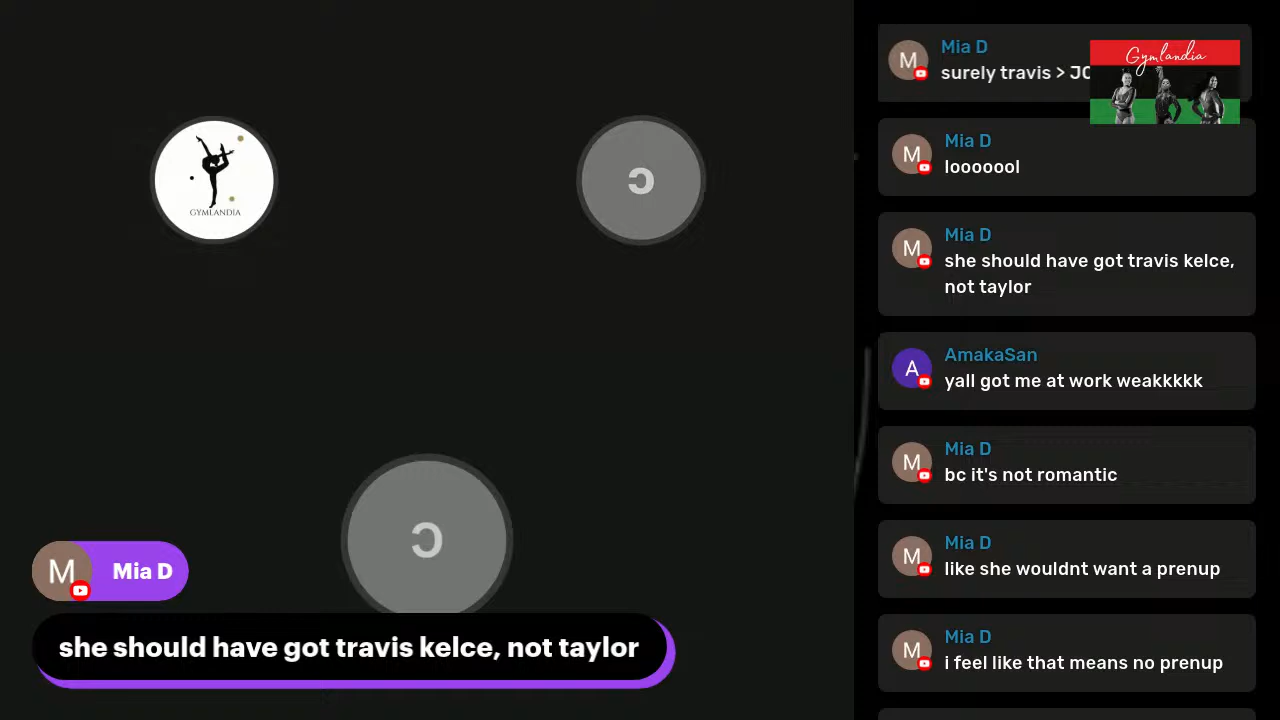 GYMLANDIA
ɔ
ɔ
M
Mia D
she should have got travis kelce, not taylor
M
Mia D
surely travis > JO
Gymlandia
M
Mia D
looooool
M
Mia D
she should have got travis kelce,
not taylor
A
AmakaSan
yall got me at work weakkkkk
M
Mia D
bc it's not romantic
M
Mia D
like she wouldnt want a prenup
M
Mia D
i feel like that means no prenup